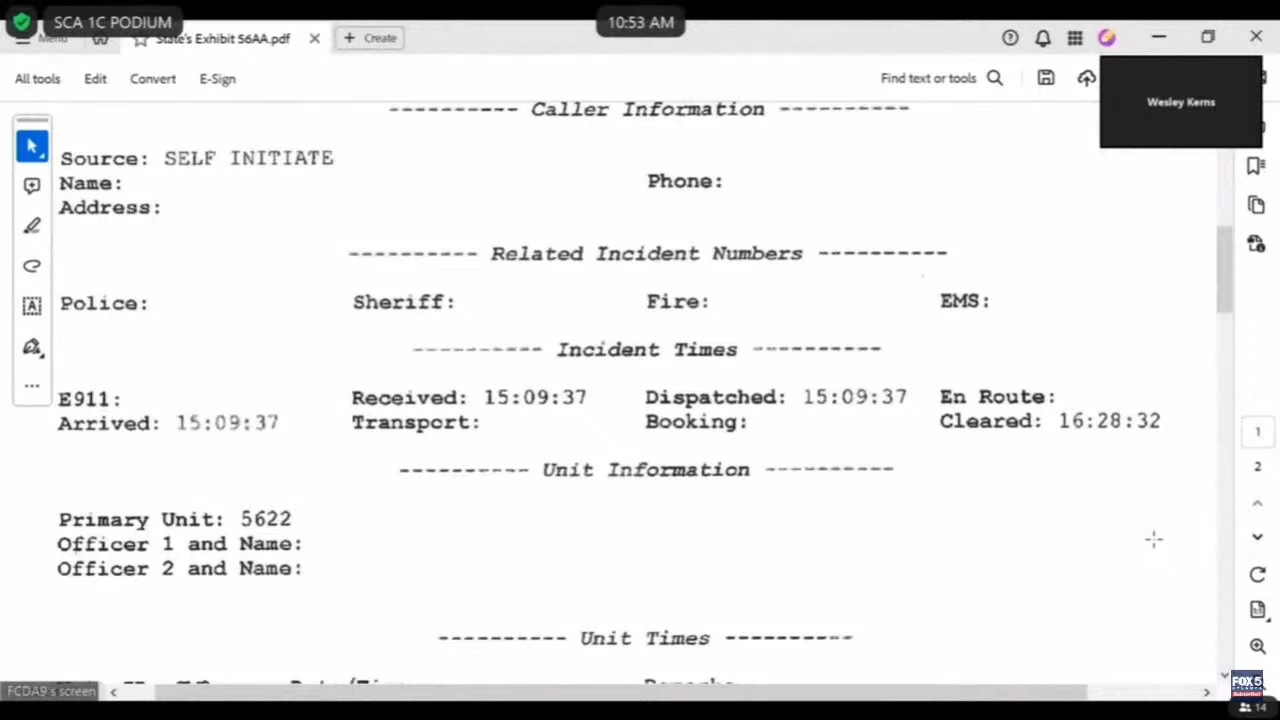 SCA 1C PODIUM
10:53 AM
Menu
State's Exhibit 56AA.pdf
+ Create
All tools Edit Convert E-Sign Find text or tools
Wesley Kerns
---------- Caller Information ----------
Source: SELF INITIATE
Name: Phone:
Address:
---------- Related Incident Numbers ----------
Police: Sheriff: Fire: EMS:
---------- Incident Times ----------
E911: Received: 15:09:37 Dispatched: 15:09:37 En Route:
Arrived: 15:09:37 Transport: Booking: Cleared: 16:28:32
---------- Unit Information ----------
Primary Unit: 5622
Officer 1 and Name:
Officer 2 and Name:
---------- Unit Times ----------
Remarks
1
2
FCDA9's screen
FOX 5
ATLANTA
Subscribe!
14